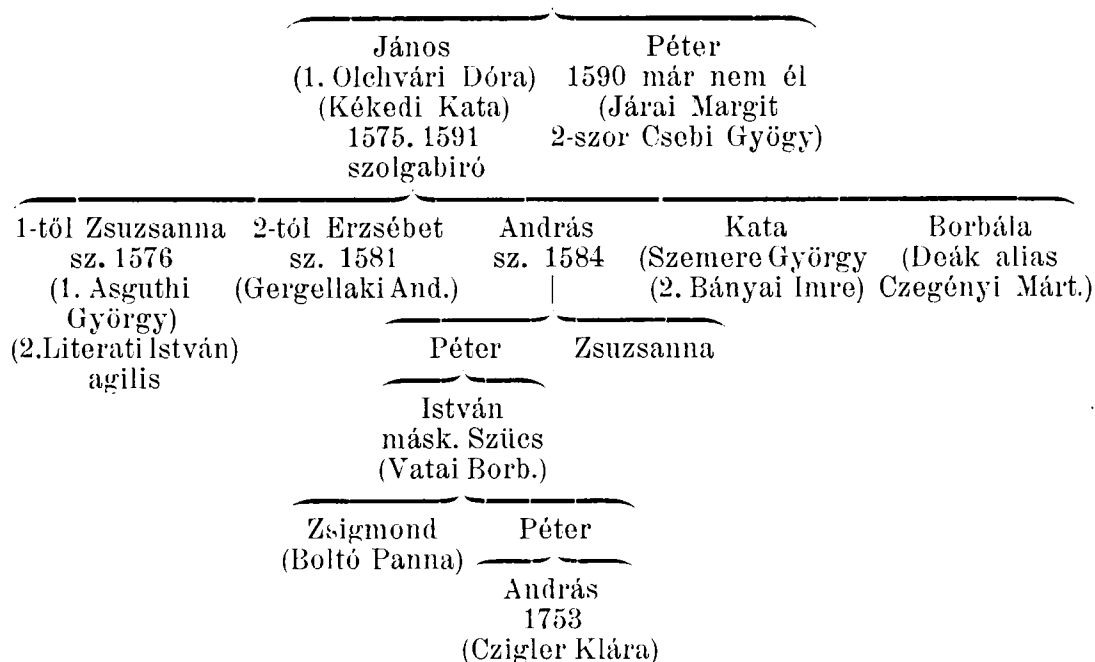 János Péter
(1. Olchvári Dóra) 1590 már nem él
(Kékedi Kata) (Járai Margit
1575. 1591 2-szor Csebi Gyögy)
szolgabiró
1-től Zsuzsanna 2-tól Erzsébet András Kata Borbála
sz. 1576 sz. 1581 sz. 1584 (Szemere György (Deák alias
(1. Asguthi (Gergellaki And.) (2. Bányai Imre) Czegényi Márt.)
György)
(2. Literati István) Péter Zsuzsanna
agilis
István
másk. Szücs
(Vatai Borb.)
Zsigmond Péter
(Boltó Panna)
András
1753
(Czigler Klára)